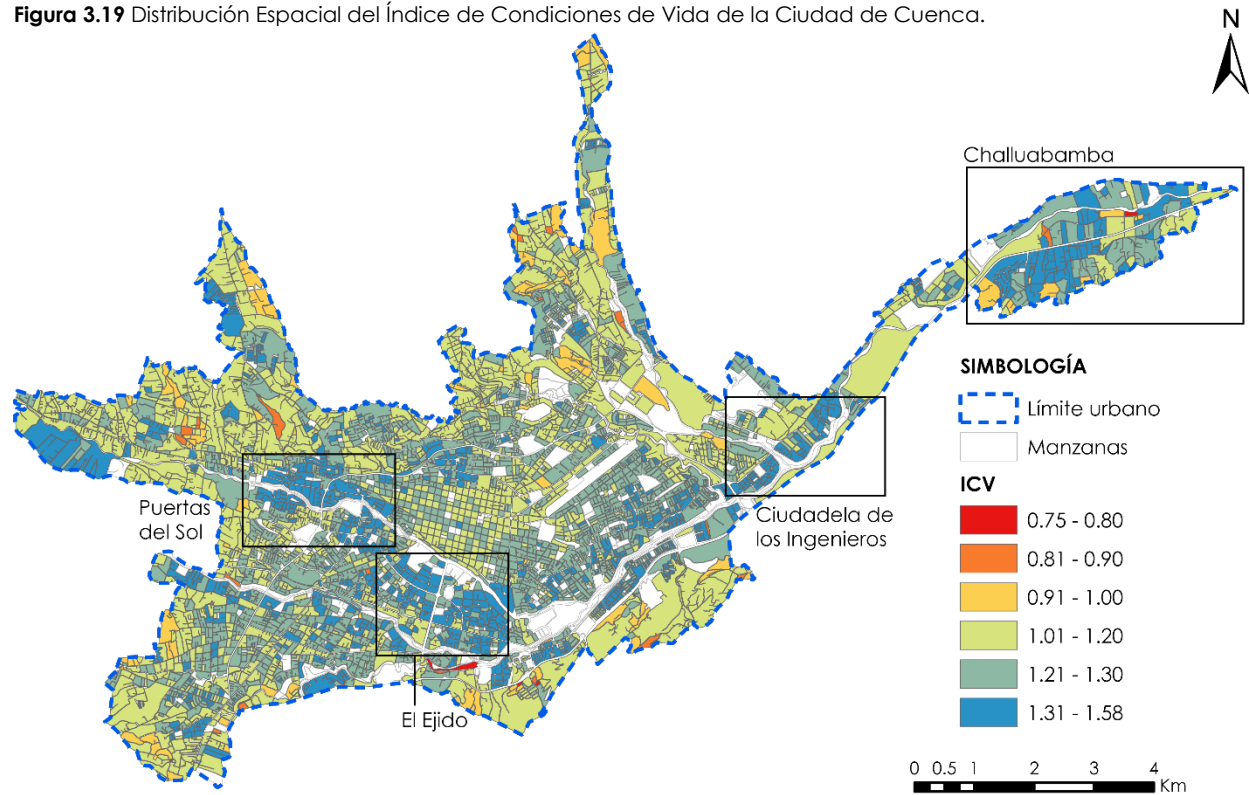 Figura 3.19 Distribución Espacial del Índice de Condiciones de Vida de la Ciudad de Cuenca.
N
Challuabamba
Puertas
del Sol
Ciudadela de
los Ingenieros
El Ejido
SIMBOLOGÍA
Límite urbano
Manzanas
ICV
0.75 - 0.80
0.81 - 0.90
0.91 - 1.00
1.01 - 1.20
1.21 - 1.30
1.31 - 1.58
0 0.5 1 2 3 4
Km